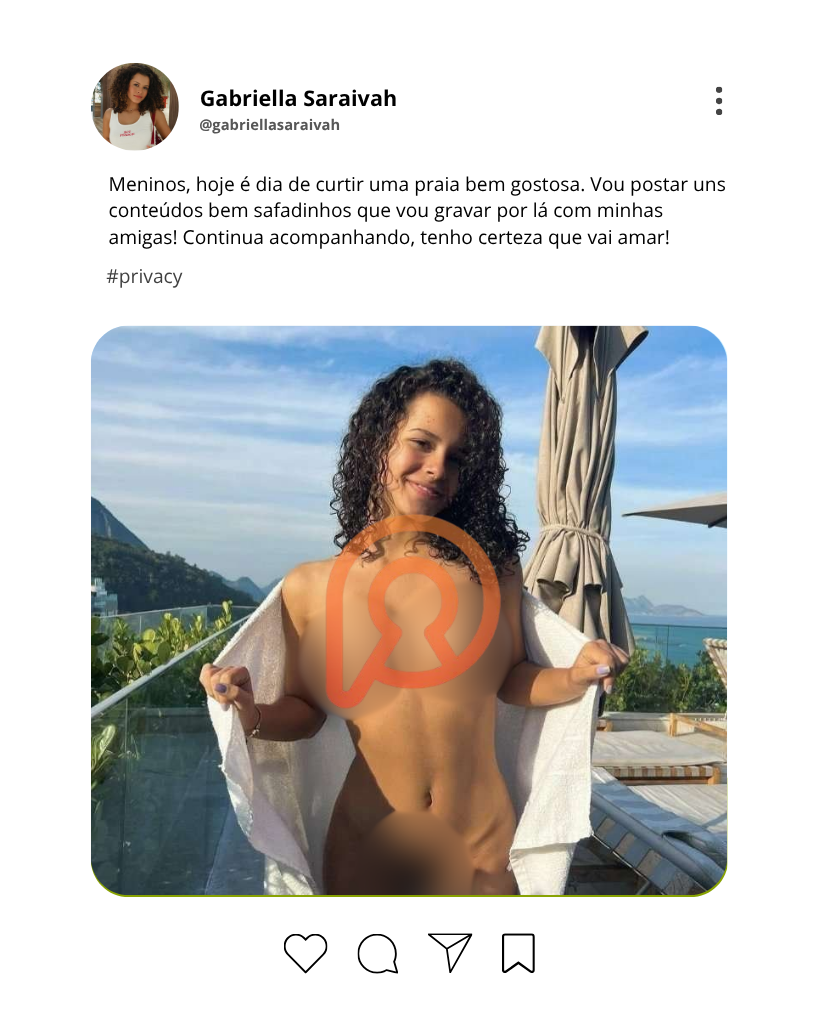 Gabriella Saraivah
@gabriellasaraivah
Meninos, hoje é dia de curtir uma praia bem gostosa. Vou postar uns
conteúdos bem safadinhos que vou gravar por lá com minhas
amigas! Continua acompanhando, tenho certeza que vai amar!
#privacy